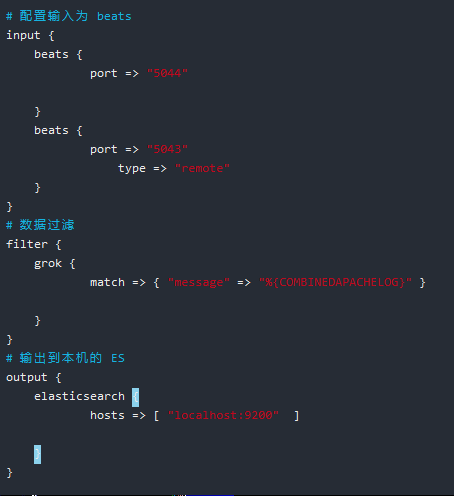 # 配置输入为 beats
input {
    beats {
            port => "5044"
    }
    beats {
            port => "5043"
                type => "remote"
    }
}
# 数据过滤
filter {
    grok {
            match => { "message" => "%{COMBINEDAPACHELOG}" }
    }
}
# 输出到本机的 ES
output {
    elasticsearch {
            hosts => [ "localhost:9200"  ]
    }
}